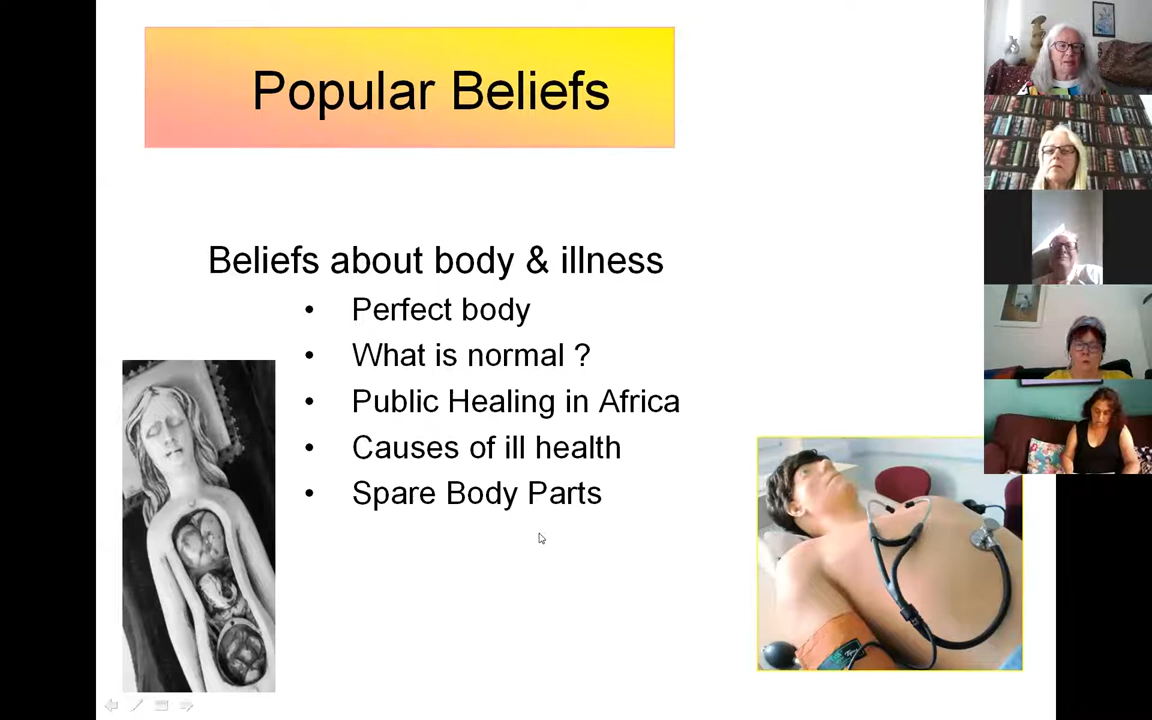 Popular Beliefs
Beliefs about body & illness
• Perfect body
• What is normal ?
• Public Healing in Africa
• Causes of ill health
• Spare Body Parts